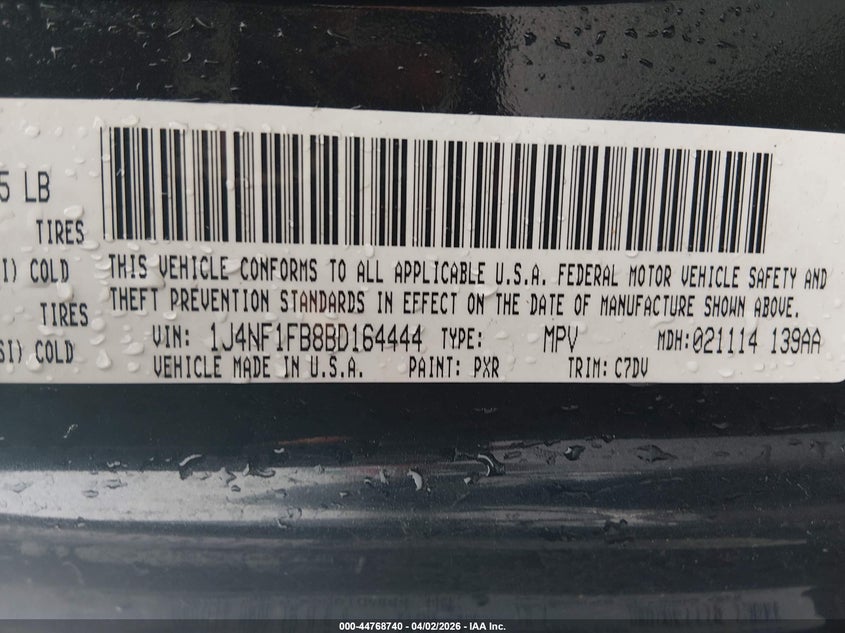 5 LB
TIRES
I) COLD
TIRES
SI) COLD
THIS VEHICLE CONFORMS TO ALL APPLICABLE U.S.A. FEDERAL MOTOR VEHICLE SAFETY AND
THEFT PREVENTION STANDARDS IN EFFECT ON THE DATE OF MANUFACTURE SHOWN ABOVE.
VIN: 1J4NF1FB8BD164444 TYPE: MPV MDH:021114 139AA
VEHICLE MADE IN U.S.A. PAINT: PXR TRIM: C7DV
000-44768740 - 04/02/2026 - IAA Inc.